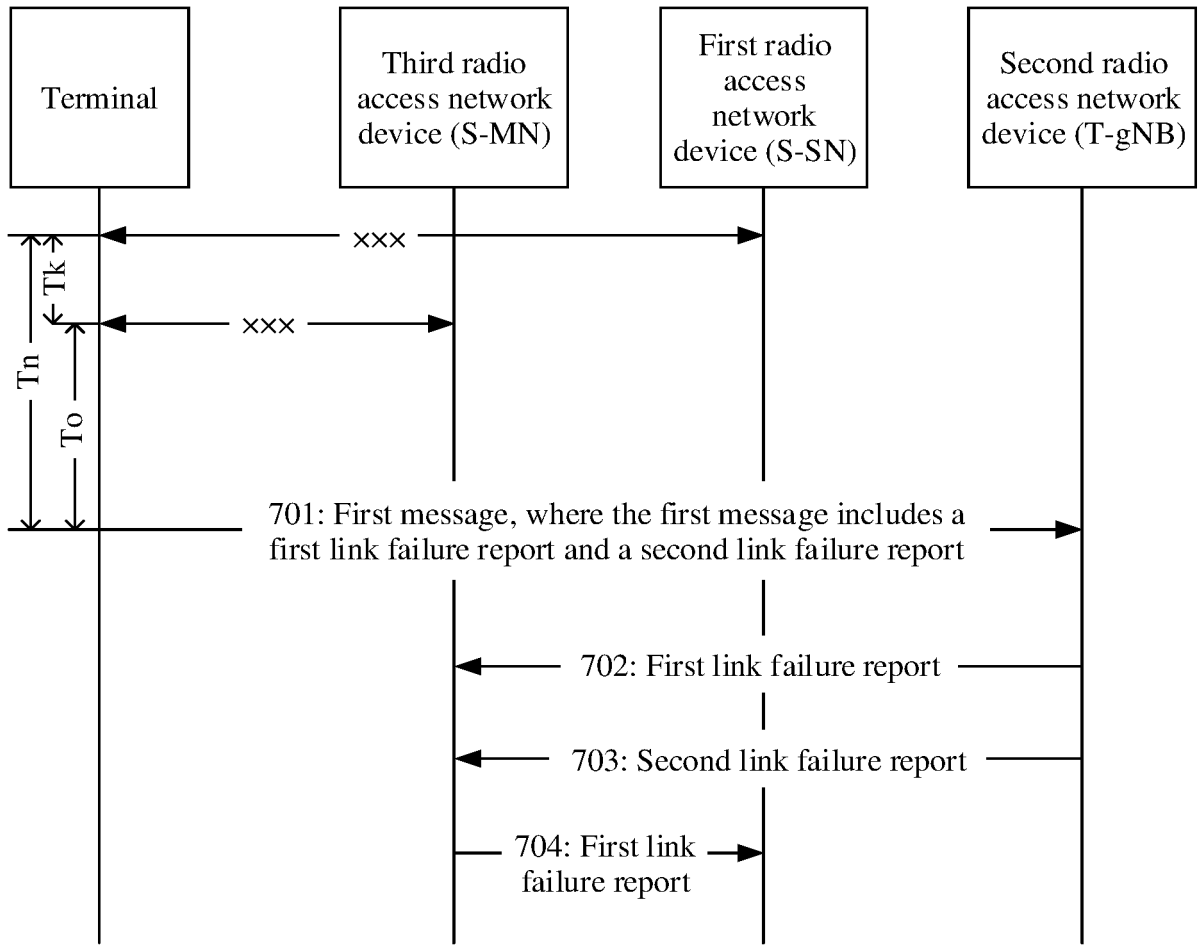 Terminal
Third radio
access network
device (S-MN)
First radio
access
network
device (S-SN)
Second radio
access network
device (T-gNB)
×××
Tk
×××
Tn
To
701: First message, where the first message includes a
first link failure report and a second link failure report
702: First link failure report
703: Second link failure report
704: First link
failure report